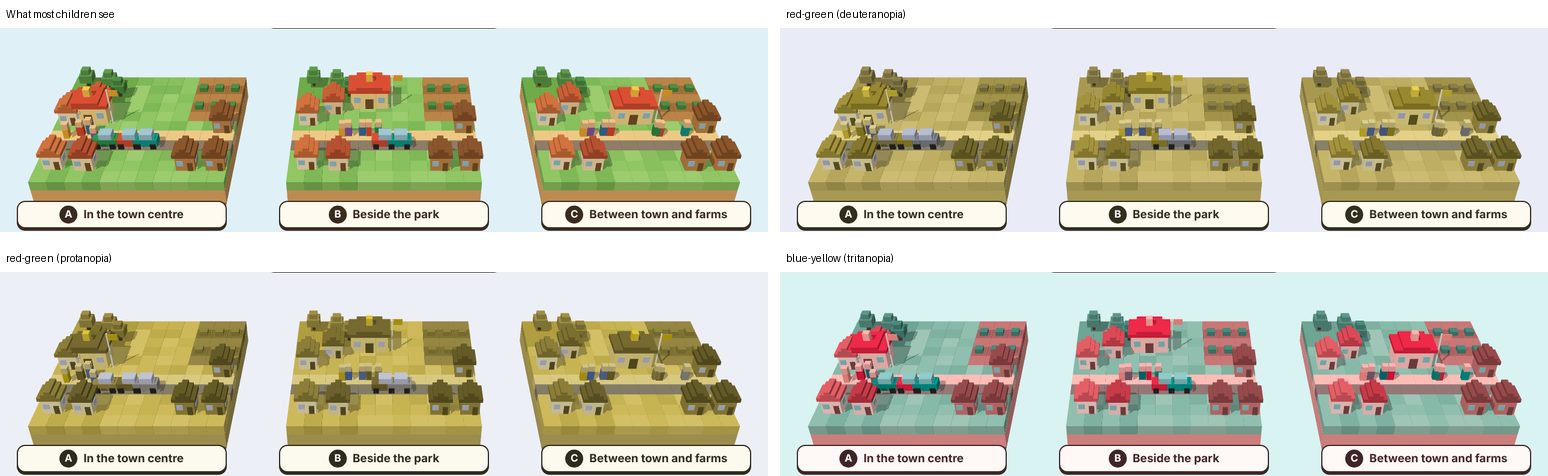 What most children see
A In the town centre
B Beside the park
C Between town and farms
red-green (deuteranopia)
A In the town centre
B Beside the park
C Between town and farms
red-green (protanopia)
A In the town centre
B Beside the park
C Between town and farms
blue-yellow (tritanopia)
A In the town centre
B Beside the park
C Between town and farms